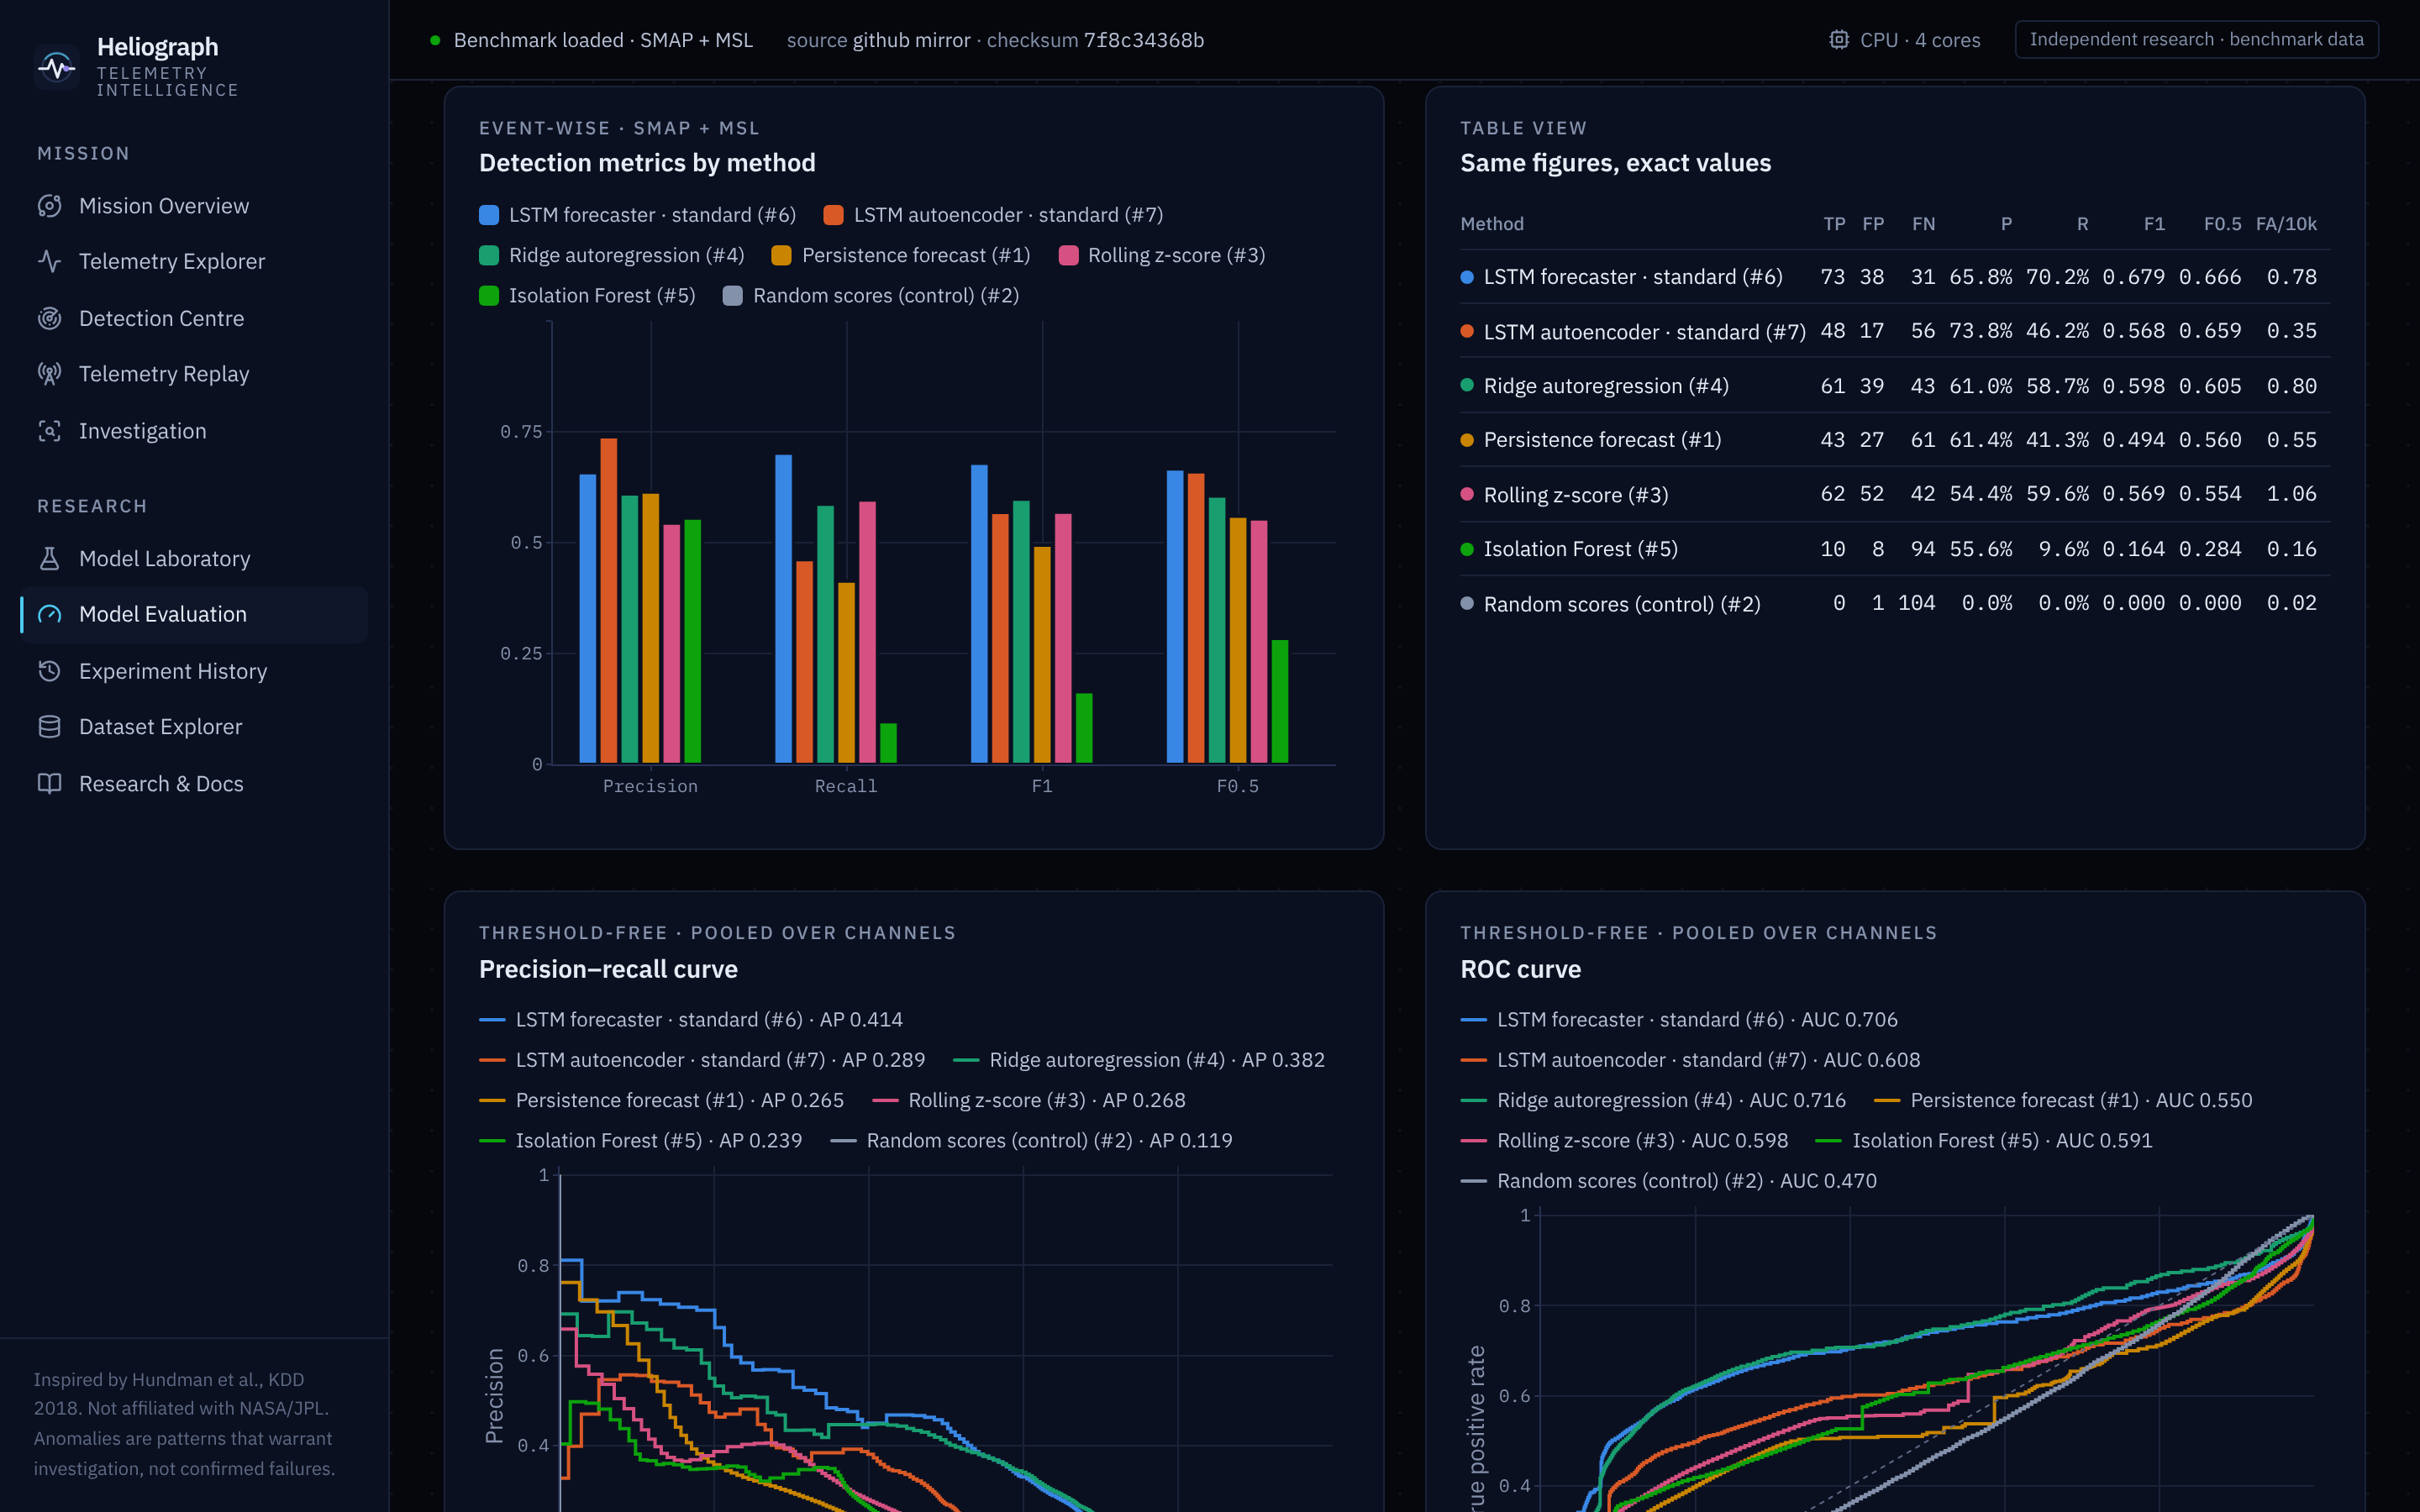 Heliograph
TELEMETRY
INTELLIGENCE
MISSION
Mission Overview
Telemetry Explorer
Detection Centre
Telemetry Replay
Investigation
RESEARCH
Model Laboratory
Model Evaluation
Experiment History
Dataset Explorer
Research & Docs
Inspired by Hundman et al., KDD
2018. Not affiliated with NASA/JPL.
Anomalies are patterns that warrant
investigation, not confirmed failures.
Benchmark loaded · SMAP + MSL source github mirror · checksum 7f8c34368b
CPU · 4 cores
Independent research · benchmark data
EVENT-WISE · SMAP + MSL
Detection metrics by method
LSTM forecaster · standard (#6) LSTM autoencoder · standard (#7)
Ridge autoregression (#4) Persistence forecast (#1) Rolling z-score (#3)
Isolation Forest (#5) Random scores (control) (#2)
0.75
0.5
0.25
0
Precision Recall F1 F0.5
TABLE VIEW
Same figures, exact values
Method TP FP FN P R F1 F0.5 FA/10k
LSTM forecaster · standard (#6) 73 38 31 65.8% 70.2% 0.679 0.666 0.78
LSTM autoencoder · standard (#7) 48 17 56 73.8% 46.2% 0.568 0.659 0.35
Ridge autoregression (#4) 61 39 43 61.0% 58.7% 0.598 0.605 0.80
Persistence forecast (#1) 43 27 61 61.4% 41.3% 0.494 0.560 0.55
Rolling z-score (#3) 62 52 42 54.4% 59.6% 0.569 0.554 1.06
Isolation Forest (#5) 10 8 94 55.6% 9.6% 0.164 0.284 0.16
Random scores (control) (#2) 0 1 104 0.0% 0.0% 0.000 0.000 0.02
THRESHOLD-FREE · POOLED OVER CHANNELS
Precision–recall curve
LSTM forecaster · standard (#6) · AP 0.414
LSTM autoencoder · standard (#7) · AP 0.289 Ridge autoregression (#4) · AP 0.382
Persistence forecast (#1) · AP 0.265 Rolling z-score (#3) · AP 0.268
Isolation Forest (#5) · AP 0.239 Random scores (control) (#2) · AP 0.119
1
0.8
0.6
0.4
Precision
THRESHOLD-FREE · POOLED OVER CHANNELS
ROC curve
LSTM forecaster · standard (#6) · AUC 0.706
LSTM autoencoder · standard (#7) · AUC 0.608
Ridge autoregression (#4) · AUC 0.716 Persistence forecast (#1) · AUC 0.550
Rolling z-score (#3) · AUC 0.598 Isolation Forest (#5) · AUC 0.591
Random scores (control) (#2) · AUC 0.470
1
0.8
0.6
0.4
rue positive rate